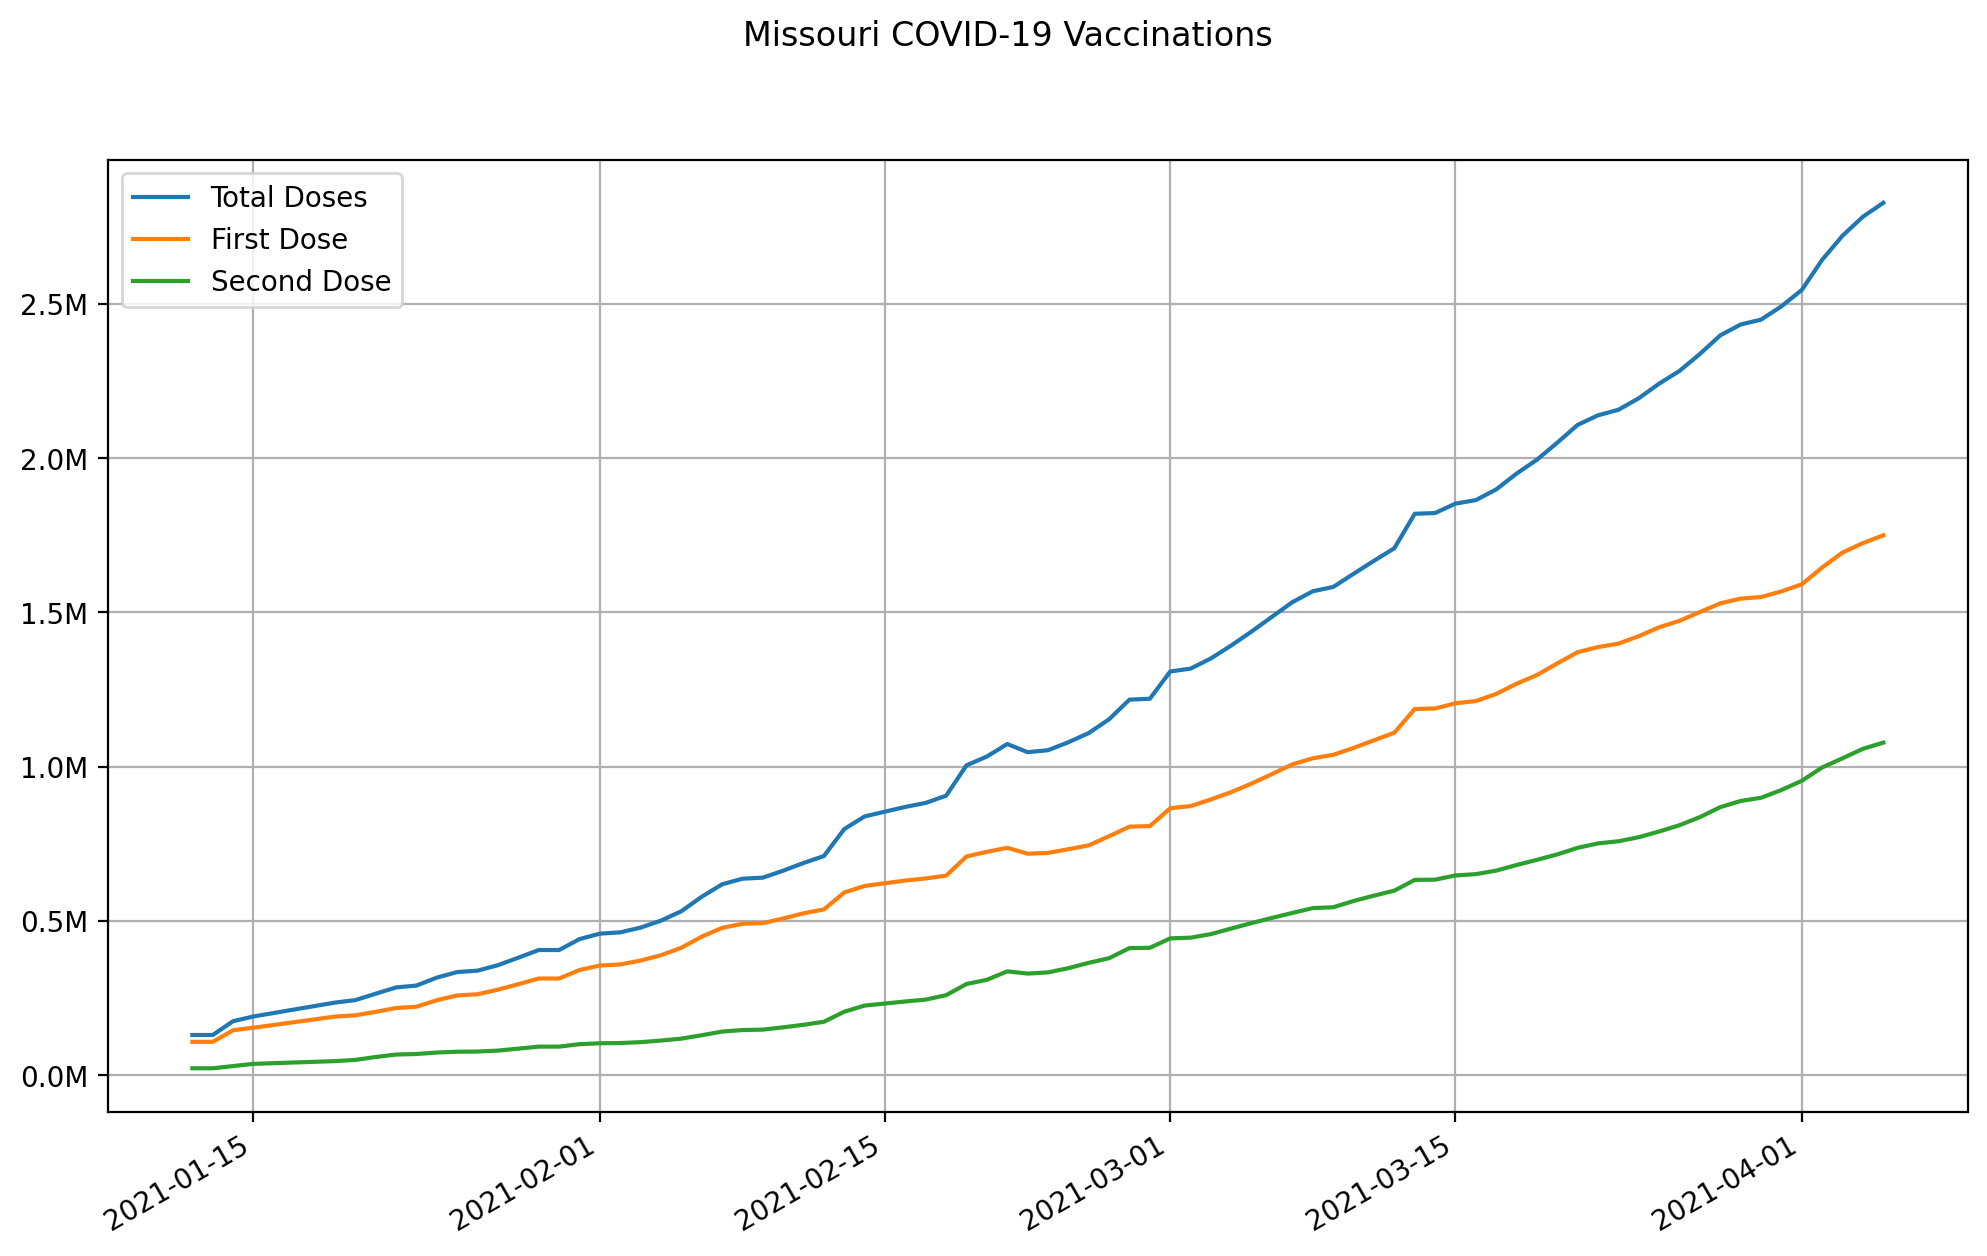 Missouri COVID-19 Vaccinations
Total Doses
First Dose
Second Dose
2.5M
2.0M
1.5M
1.0M
0.5M
0.0M
2021-01-15
2021-02-01
2021-02-15
2021-03-01
2021-03-15
2021-04-01